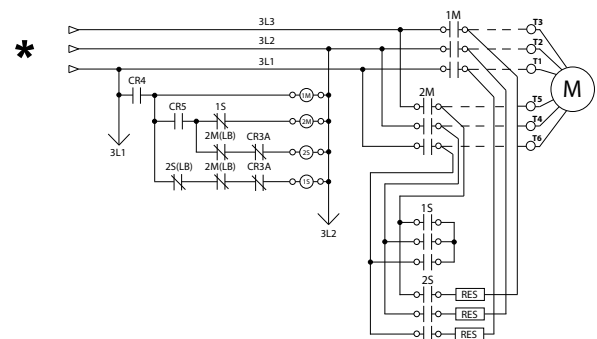 1M
3L3
T3
3L2
T2
*
3L1
T1
CR4
M
1M
2M
CR5
1S
T5
2M
T4
2M(LB)
CR3A
T6
3L1
2S
2S(LB)
2M(LB)
CR3A
1S
1S
3L2
2S
RES
RES
RES